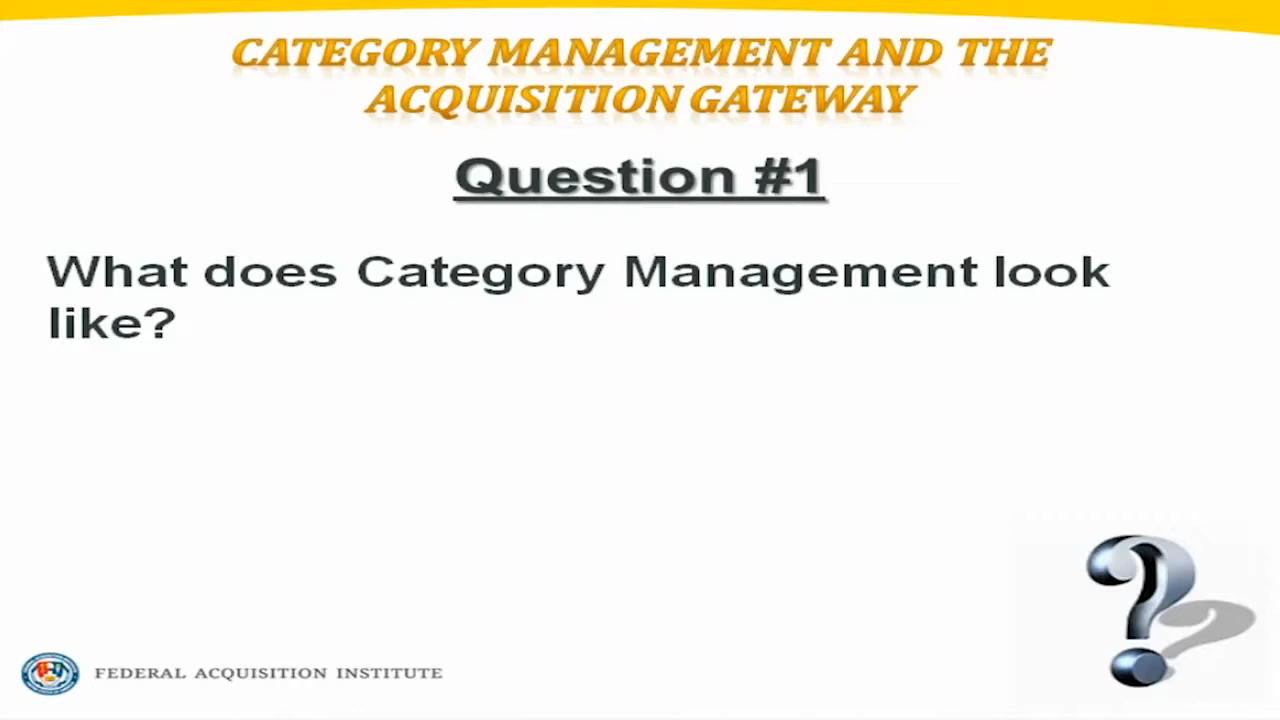 CATEGORY MANAGEMENT AND THE
ACQUISITION GATEWAY
Question #1
What does Category Management look
like?
FEDERAL ACQUISITION INSTITUTE